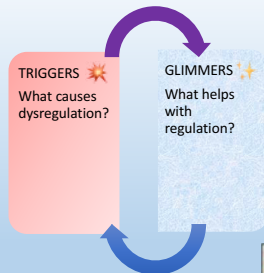 TRIGGERS 💥
What causes
dysregulation?
GLIMMERS ✨
What helps
with
regulation?